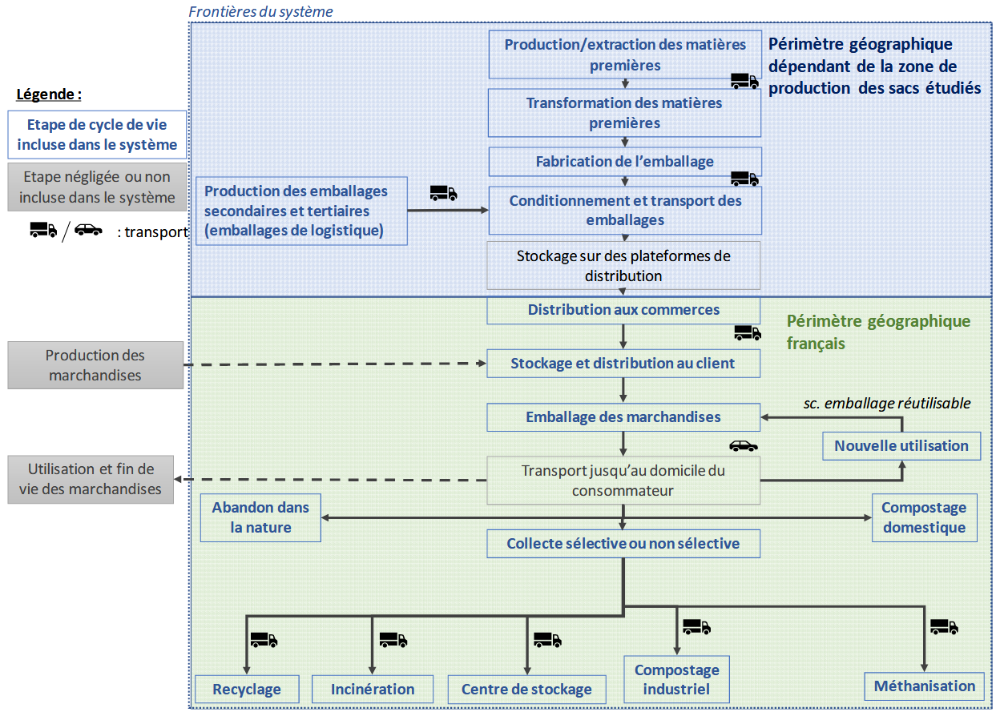 Frontières du système
Production/extraction des matières
premières
Périmètre géographique
dépendant de la zone de
production des sacs étudiés
Légende :
Etape de cycle de vie
incluse dans le système
Etape négligée ou non
incluse dans le système
/
: transport
Transformation des matières
premières
Fabrication de l’emballage
Production des emballages
secondaires et tertiaires
(emballages de logistique)
Conditionnement et transport des
emballages
Stockage sur des plateformes de
distribution
Distribution aux commerces
Périmètre géographique
français
Production des
marchandises
Stockage et distribution au client
Emballage des marchandises
sc. emballage réutilisable
Nouvelle utilisation
Utilisation et fin de
vie des marchandises
Transport jusqu’au domicile du
consommateur
Abandon dans
la nature
Compostage
domestique
Collecte sélective ou non sélective
Recyclage
Incinération
Centre de stockage
Compostage
industriel
Méthanisation